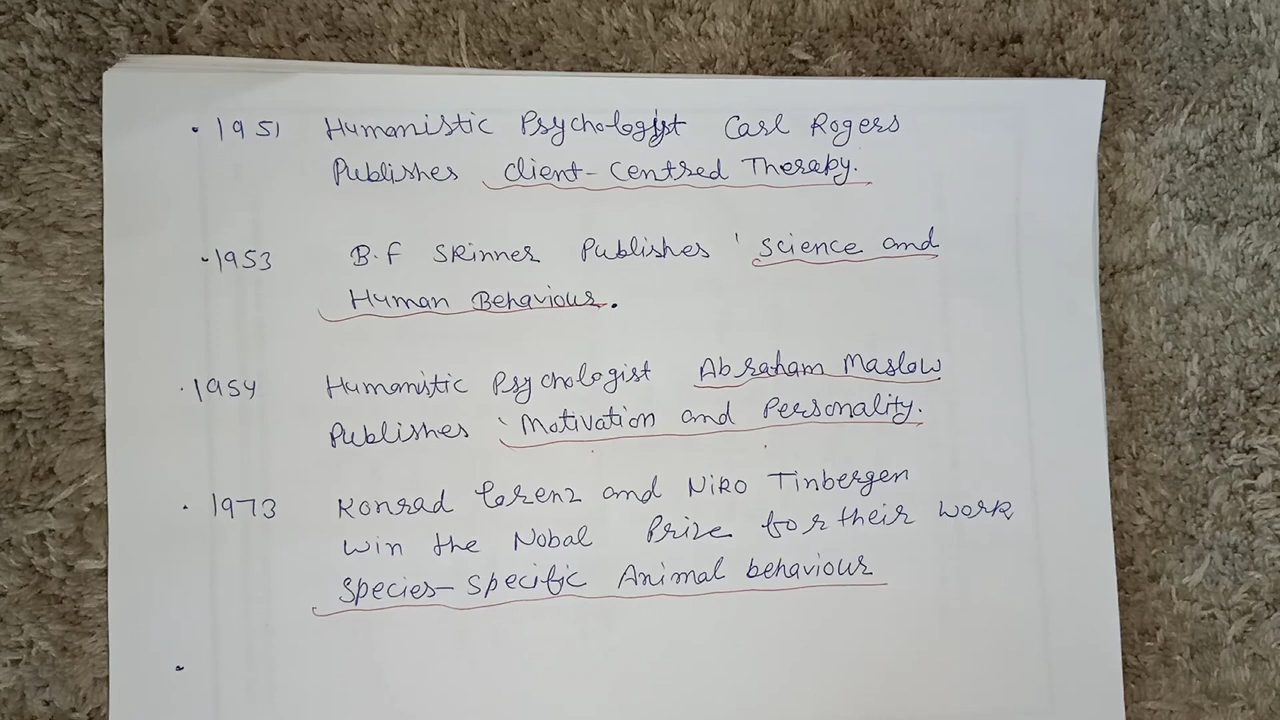 • 1951 Humanistic Psychologist Carl Rogers
Publishes Client-Centred Therapy.
• 1953 B.F Skinner Publishes ' Science and
Human Behaviour.
• 1954 Humanistic Psychologist Abraham Maslow
Publishes ' Motivation and Personality.
• 1973 Konrad Lorenz and Niko Tinbergen
win the Nobal Prize for their work
Species-Specific Animal behaviour